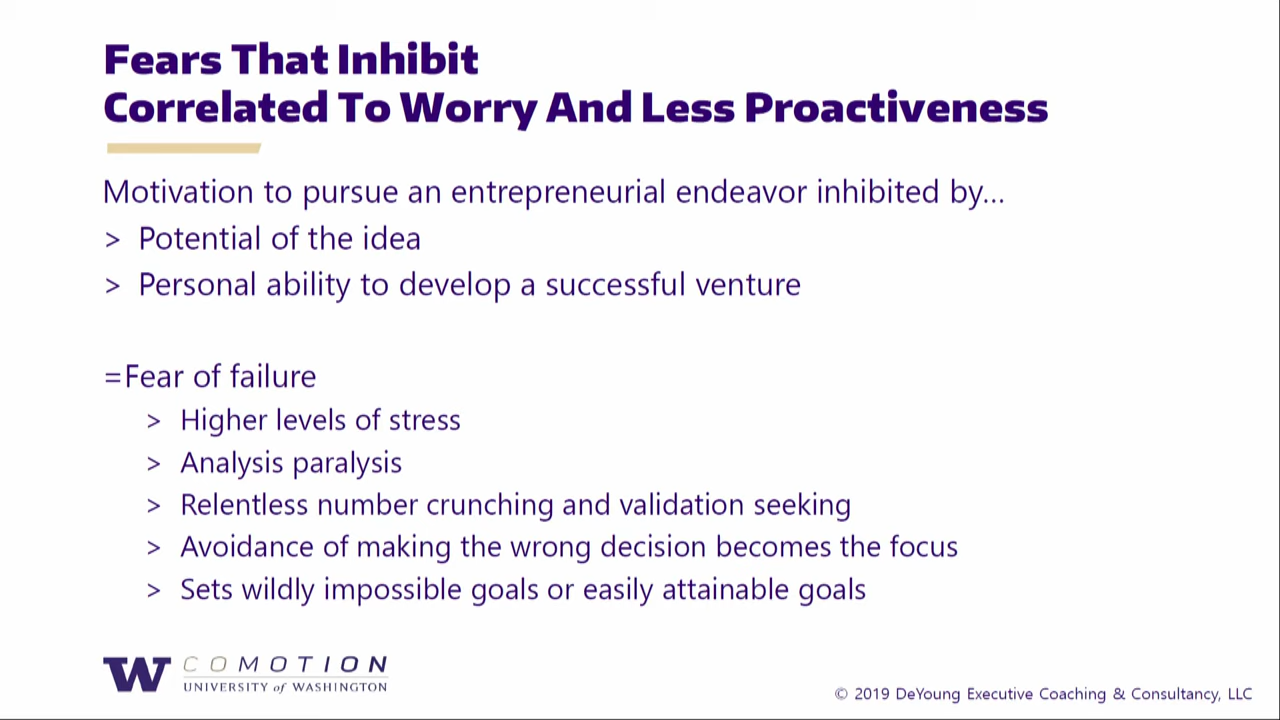 Fears That Inhibit
Correlated To Worry And Less Proactiveness
Motivation to pursue an entrepreneurial endeavor inhibited by...
> Potential of the idea
> Personal ability to develop a successful venture
=Fear of failure
> Higher levels of stress
> Analysis paralysis
> Relentless number crunching and validation seeking
> Avoidance of making the wrong decision becomes the focus
> Sets wildly impossible goals or easily attainable goals
W COMOTION
UNIVERSITY of WASHINGTON
© 2019 DeYoung Executive Coaching & Consultancy, LLC